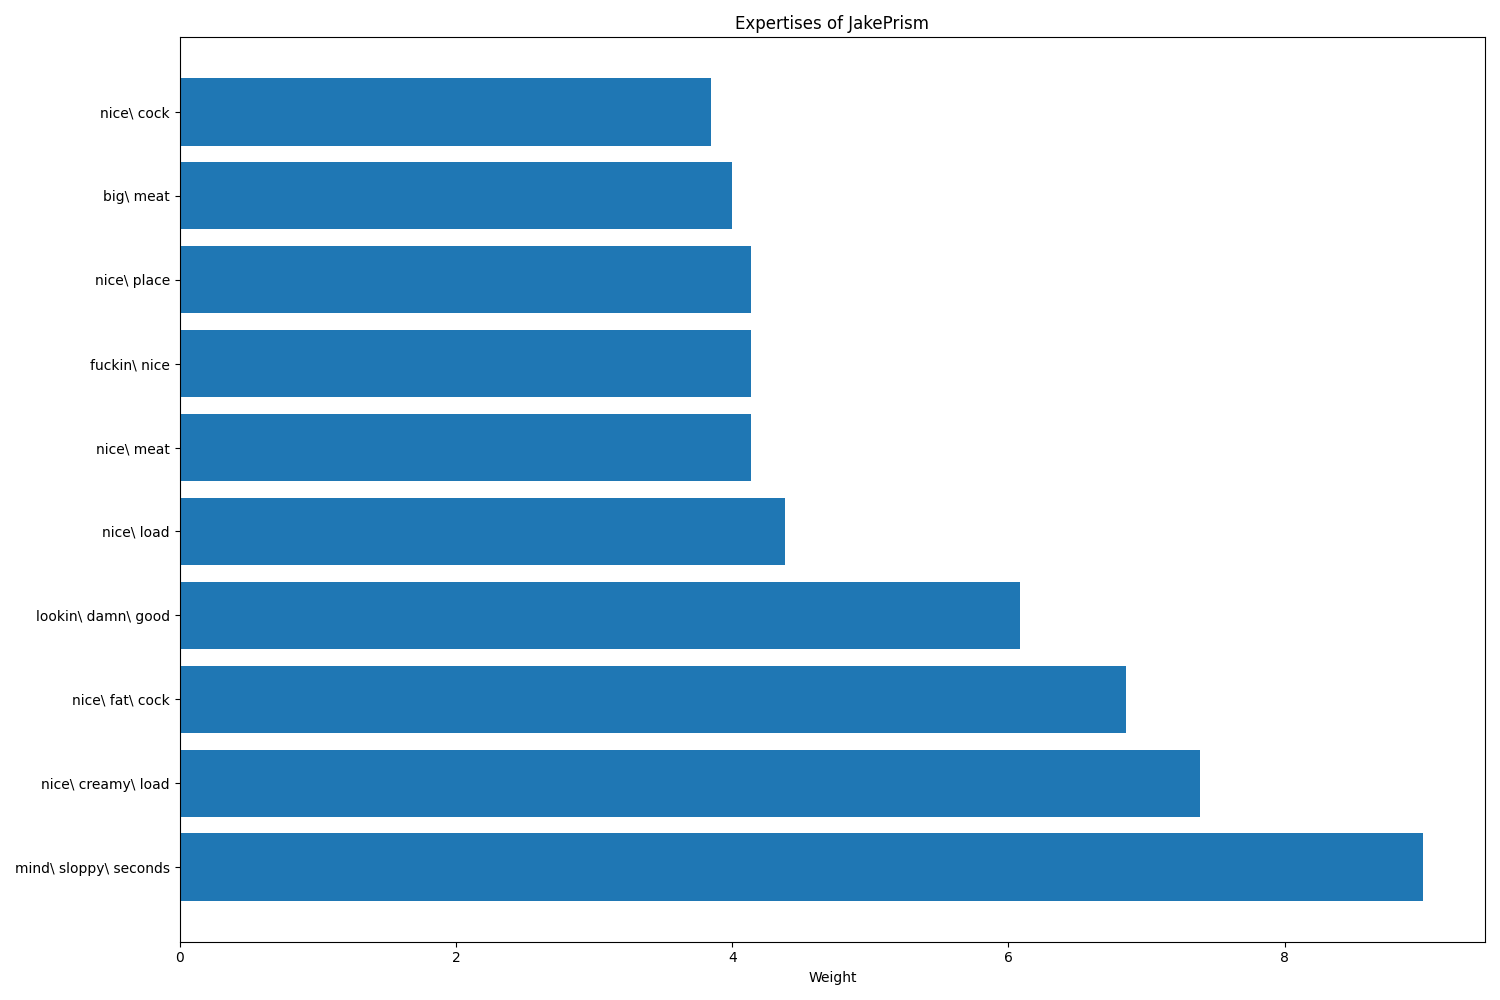 Expertises of JakePrism
nice\ cock
big\ meat
nice\ place
fuckin\ nice
nice\ meat
nice\ load
lookin\ damn\ good
nice\ fat\ cock
nice\ creamy\ load
mind\ sloppy\ seconds
0 2 4 6 8
Weight